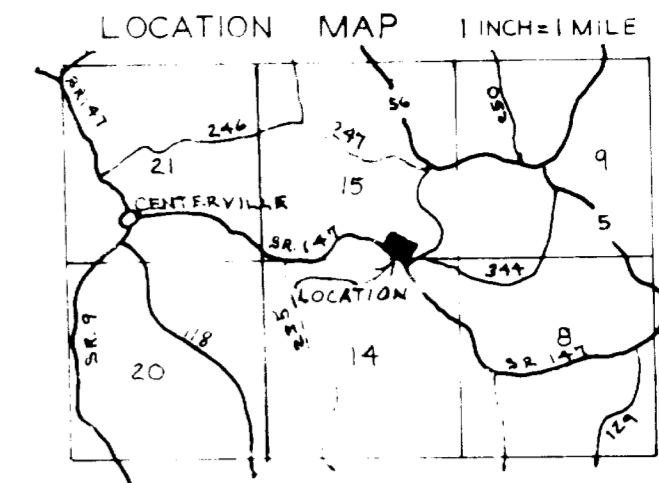 LOCATION MAP 1 INCH = 1 MILE
SR. 147
56
250
246
247
21
15
9
CENTERVILLE
5
SR. 147
344
LOCATION
SR. 9
118
8
20
14
SR 147
129